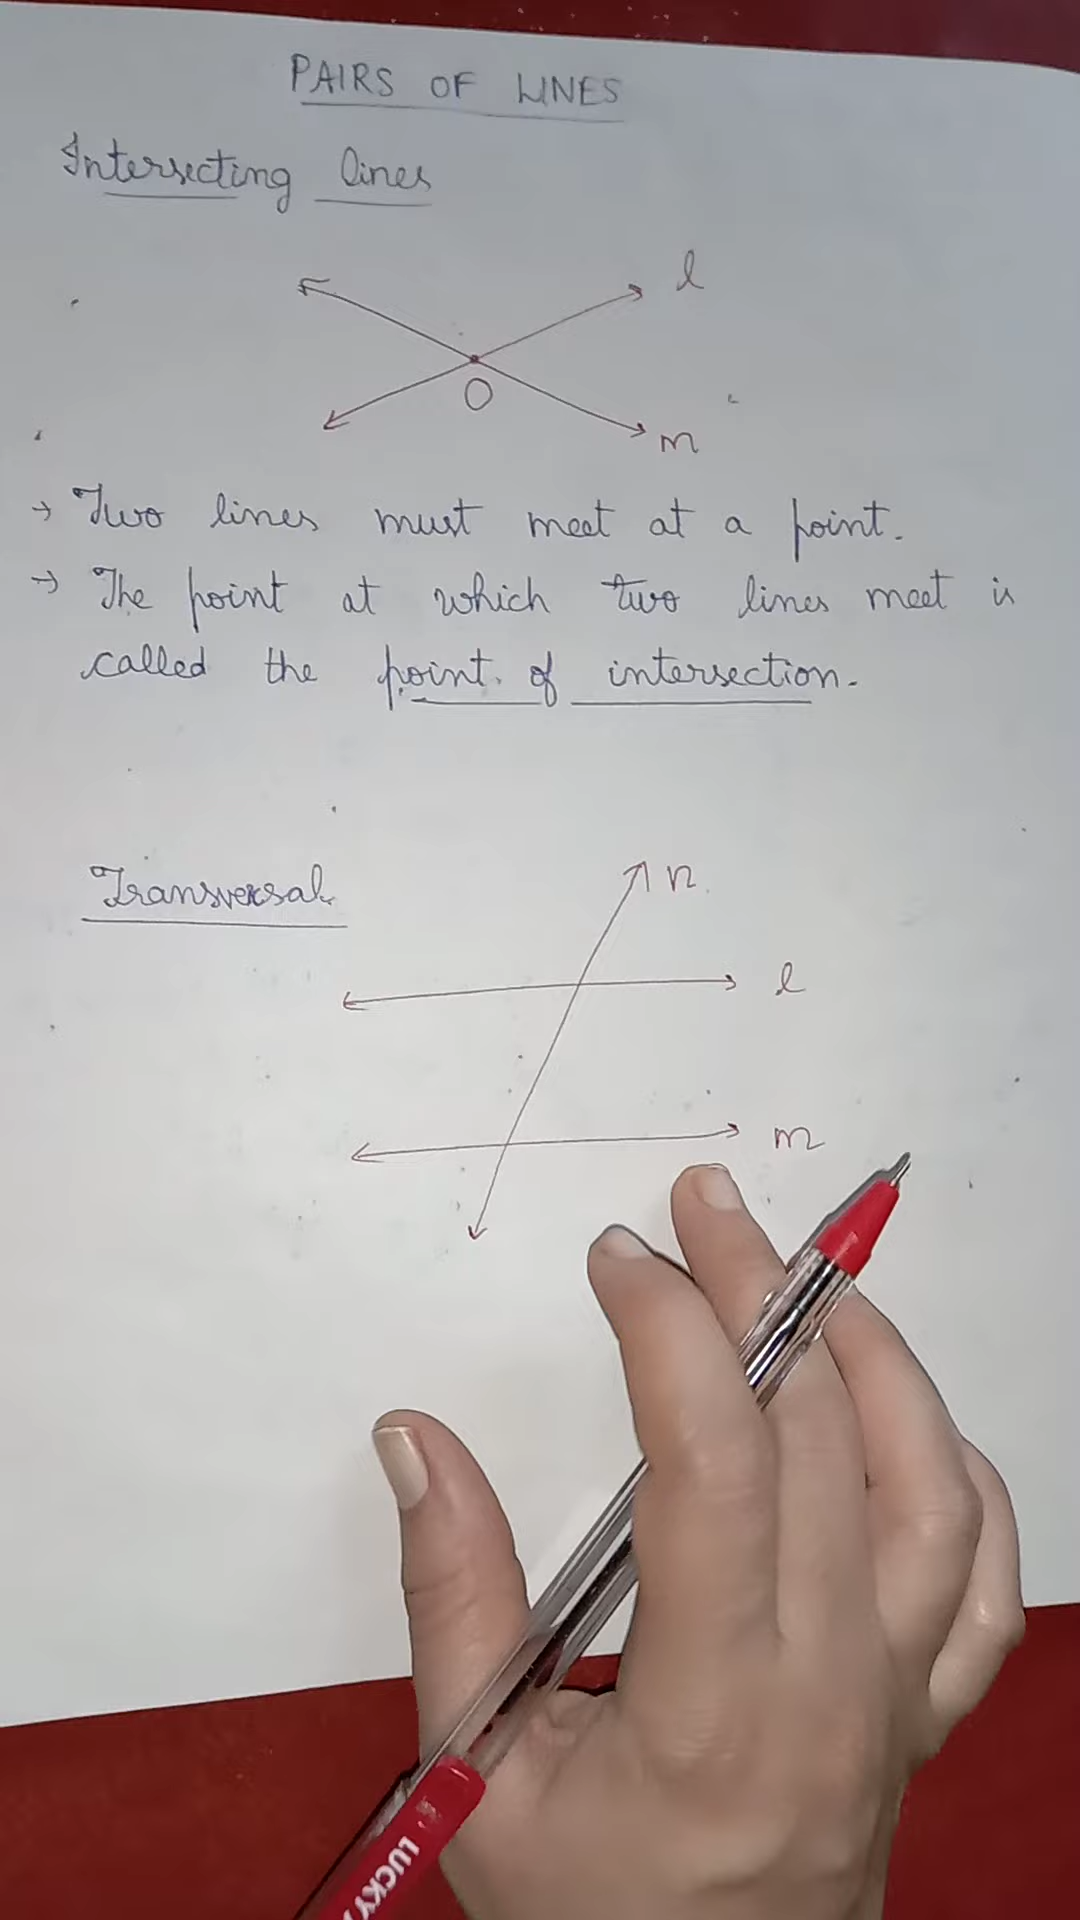 PAIRS OF LINES
Intersecting lines
l
O
m
→ Two lines must meet at a point.
→ The point at which two lines meet is
called the point of intersection.
Transversal
n
l
m
LUCKY